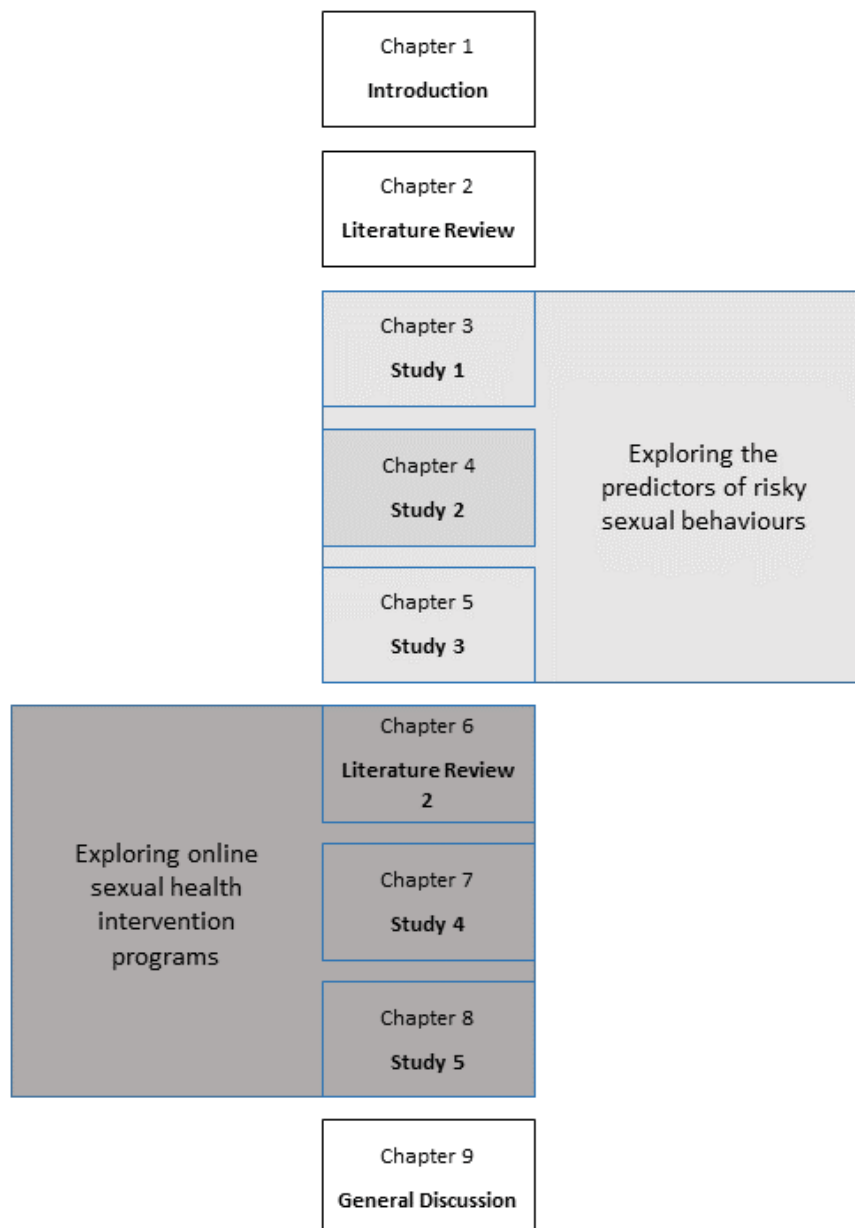 Chapter 1
Introduction
Chapter 2
Literature Review
Chapter 3
Study 1
Chapter 4
Study 2
Chapter 5
Study 3
Exploring the
predictors of risky
sexual behaviours
Exploring online
sexual health
intervention
programs
Chapter 6
Literature Review
2
Chapter 7
Study 4
Chapter 8
Study 5
Chapter 9
General Discussion